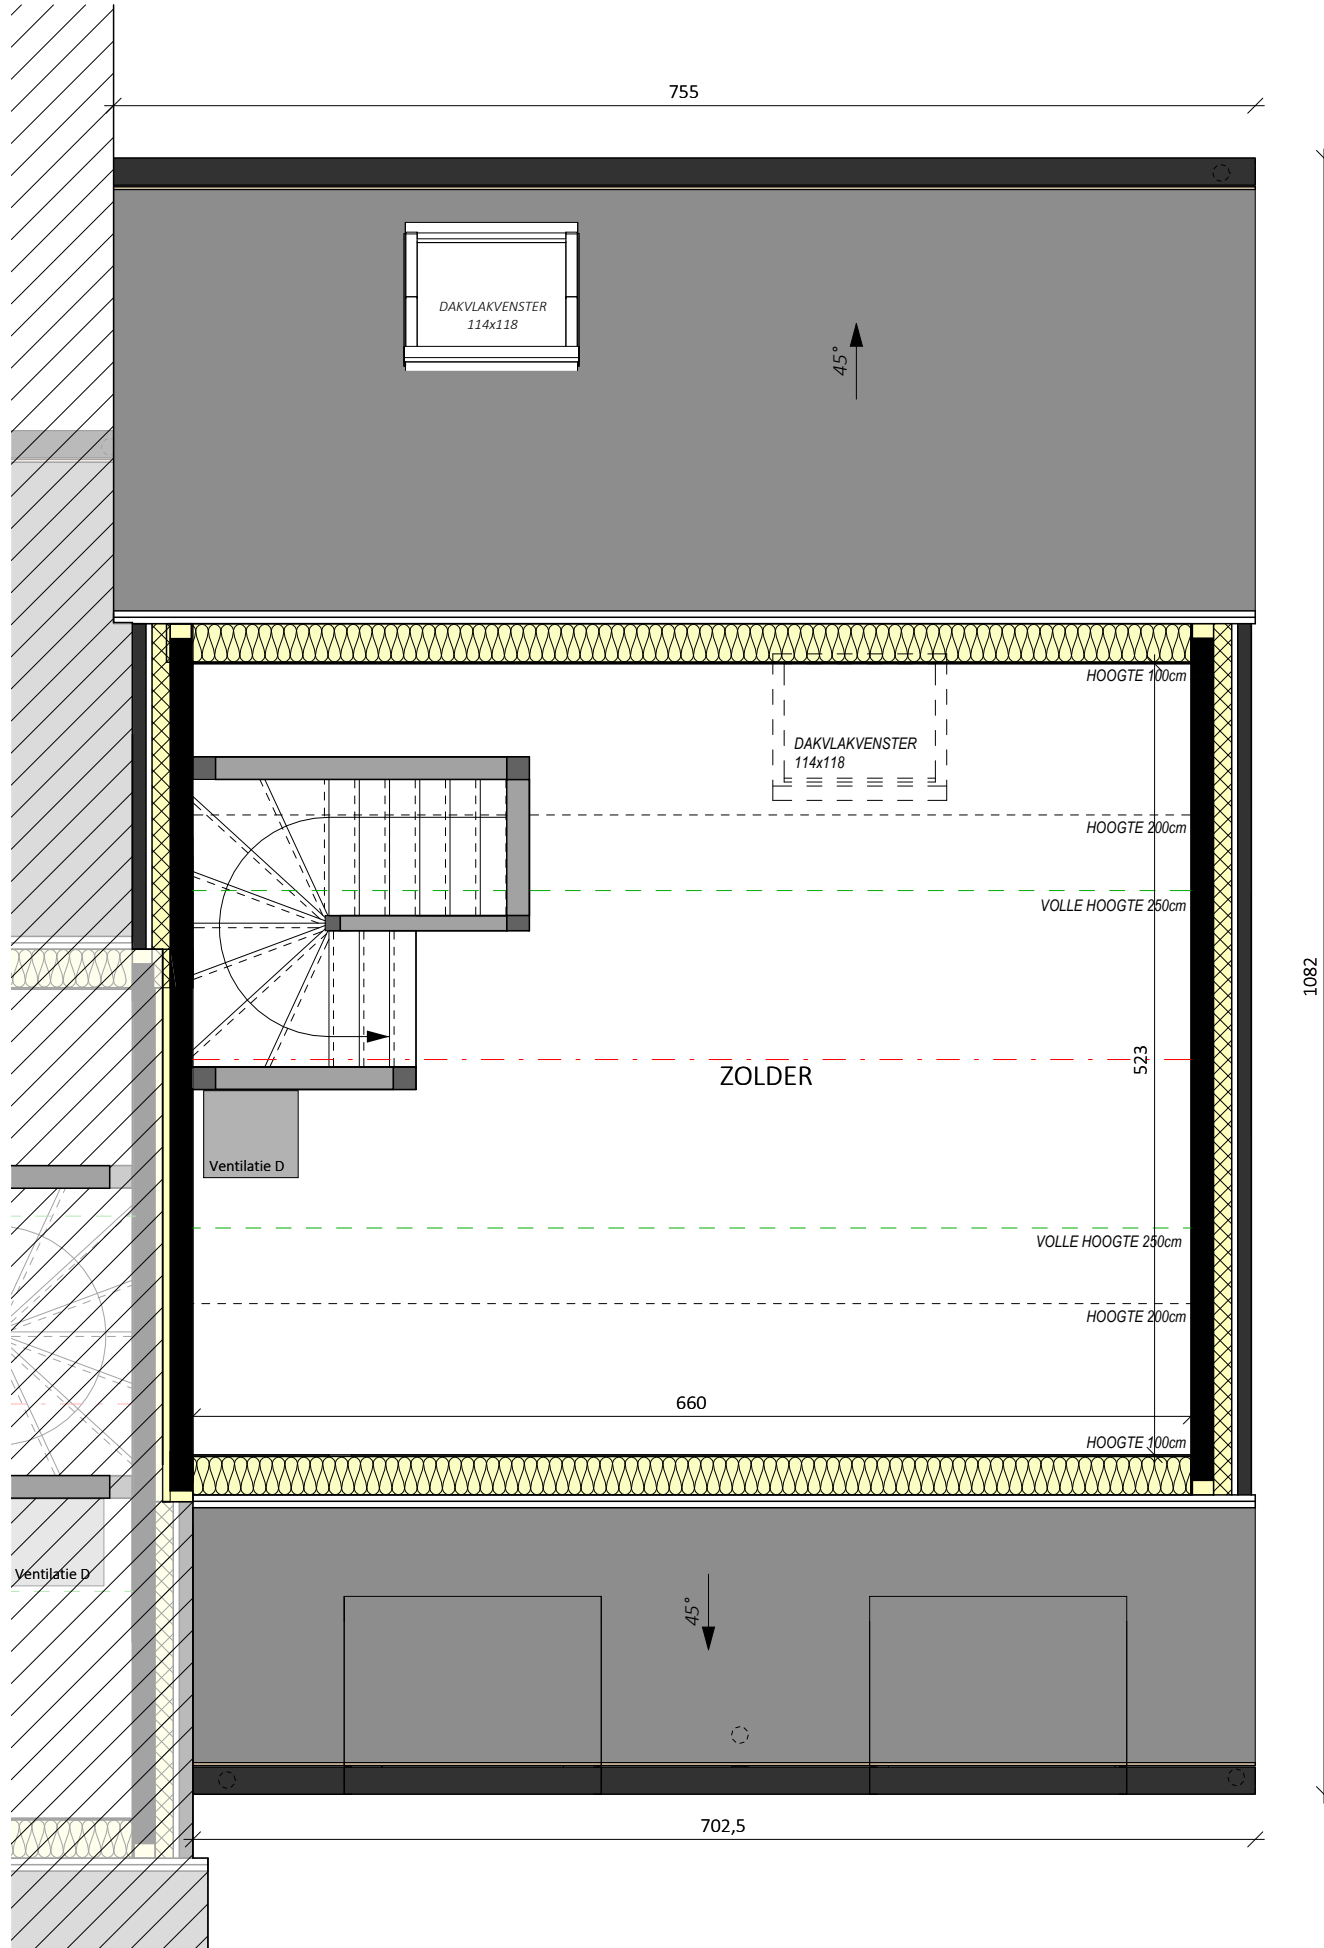 755
DAKVLAKVENSTER
114x118
45°
HOOGTE 100cm
DAKVLAKVENSTER
114x118
HOOGTE 200cm
VOLLE HOOGTE 250cm
1082
523
ZOLDER
Ventilatie D
VOLLE HOOGTE 250cm
HOOGTE 200cm
660
HOOGTE 100cm
Ventilatie D
45°
702,5